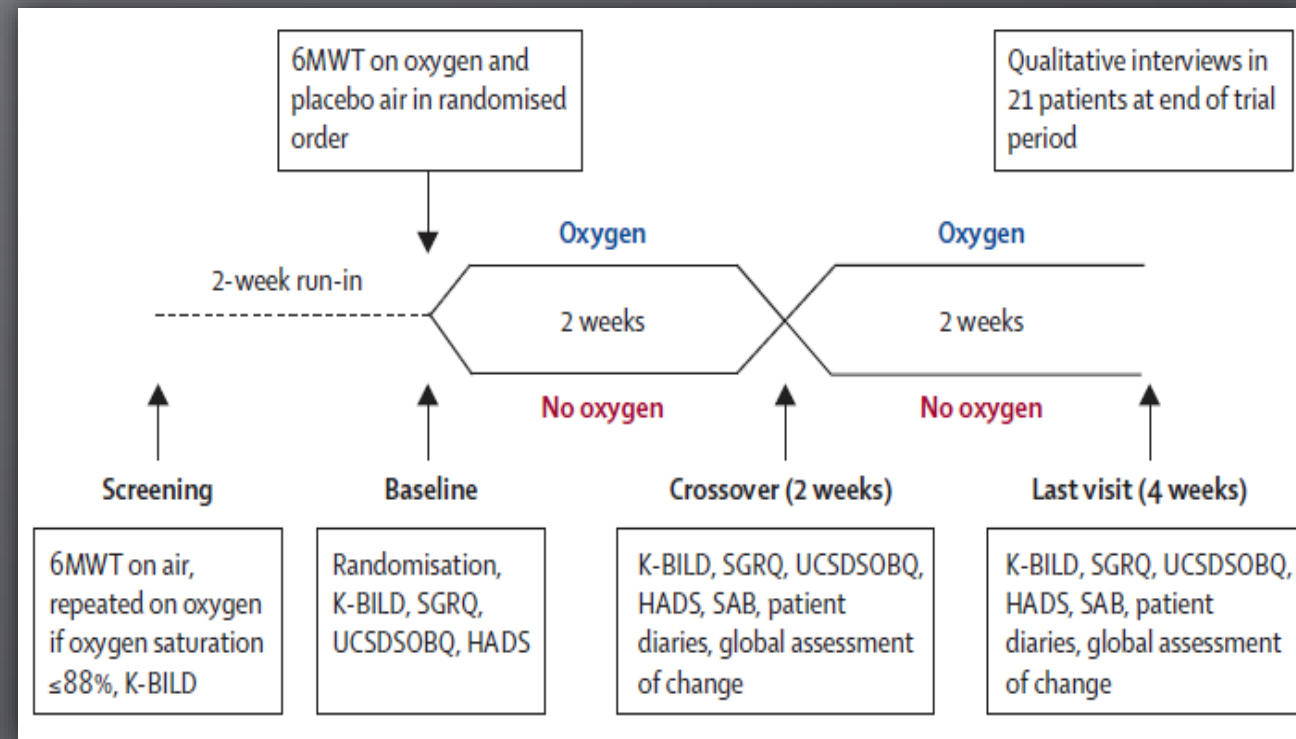 6MWT on oxygen and
placebo air in randomised
order
Qualitative interviews in
21 patients at end of trial
period
Oxygen
Oxygen
2-week run-in
2 weeks
2 weeks
No oxygen
No oxygen
Screening
Baseline
Crossover (2 weeks)
Last visit (4 weeks)
6MWT on air,
repeated on oxygen
if oxygen saturation
≤88%, K-BILD
Randomisation,
K-BILD, SGRQ,
UCSDSOBQ, HADS
K-BILD, SGRQ, UCSDSOBQ,
HADS, SAB, patient
diaries, global assessment
of change
K-BILD, SGRQ, UCSDSOBQ,
HADS, SAB, patient
diaries, global assessment
of change